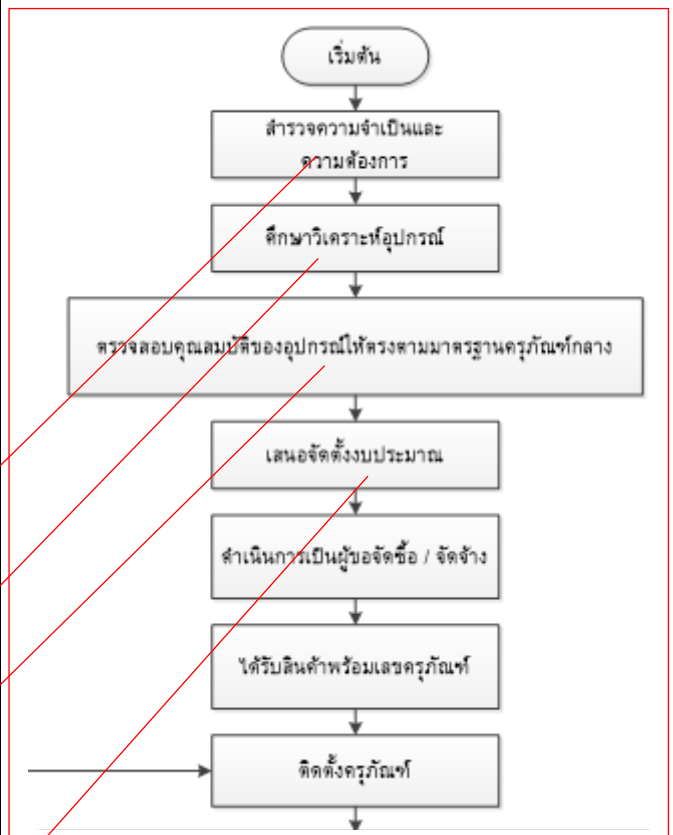 เริ่มต้น
สำรวจความจำเป็นและ
ความต้องการ
ศึกษาวิเคราะห์อุปกรณ์
ตรวจสอบคุณสมบัติของอุปกรณ์ให้ตรงตามมาตรฐานครุภัณฑ์กลาง
เสนอจัดตั้งงบประมาณ
ดำเนินการเป็นผู้ขอจัดซื้อ / จัดจ้าง
ได้รับสินค้าพร้อมเลขครุภัณฑ์
ติดตั้งครุภัณฑ์